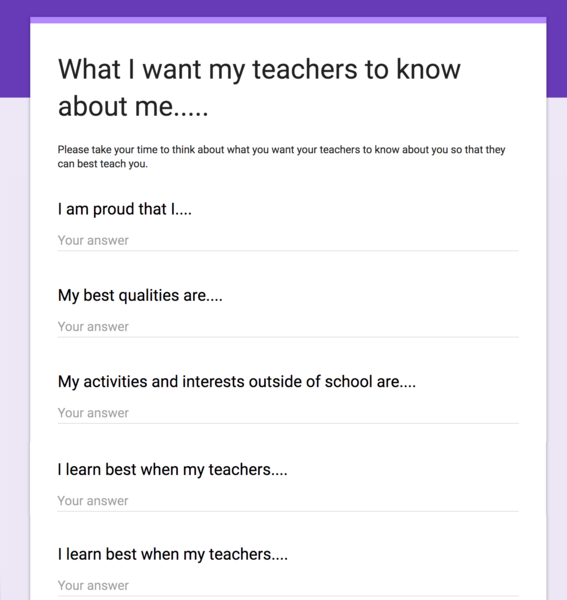 What I want my teachers to know
about me.....
Please take your time to think about what you want your teachers to know about you so that they
can best teach you.
I am proud that I....
Your answer
My best qualities are....
Your answer
My activities and interests outside of school are....
Your answer
I learn best when my teachers....
Your answer
I learn best when my teachers....
Your answer